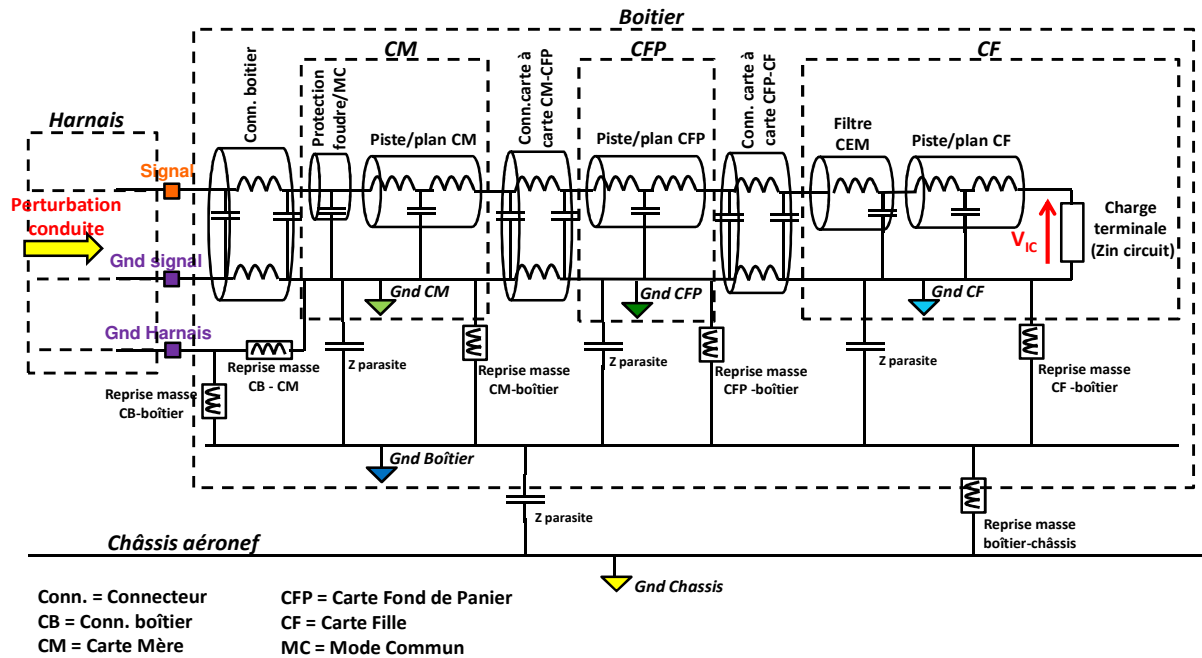 Boitier
CM
CFP
CF
Harnais
Conn. boitier
Protection
foudre/MC
Piste/plan CM
Conn.carte à
carte CM-CFP
Piste/plan CFP
Conn. carte à
carte CFP-CF
Filtre
CEM
Piste/plan CF
Signal
Perturbation
conduite
Gnd signal
Gnd Harnais
VIC
Charge
terminale
(Zin circuit)
Gnd CM
Gnd CFP
Gnd CF
Reprise masse
CB - CM
Z parasite
Reprise masse
CM-boîtier
Z parasite
Reprise masse
CFP -boîtier
Z parasite
Reprise masse
CF -boîtier
Reprise masse
CB-boîtier
Gnd Boîtier
Z parasite
Reprise masse
boîtier-châssis
Châssis aéronef
Gnd Chassis
Conn. = Connecteur
CB = Conn. boîtier
CM = Carte Mère
CFP = Carte Fond de Panier
CF = Carte Fille
MC = Mode Commun